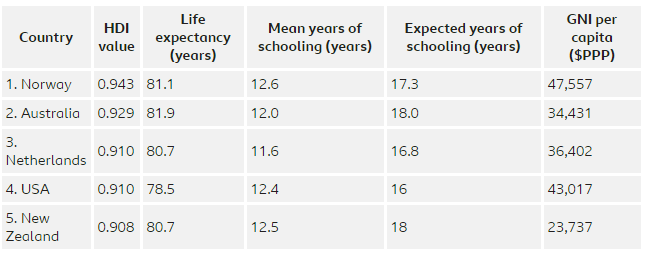 Country HDI value Life expectancy (years) Mean years of schooling (years) Expected years of schooling (years) GNI per capita ($PPP)
1. Norway 0.943 81.1 12.6 17.3 47,557
2. Australia 0.929 81.9 12.0 18.0 34,431
3. Netherlands 0.910 80.7 11.6 16.8 36,402
4. USA 0.910 78.5 12.4 16 43,017
5. New Zealand 0.908 80.7 12.5 18 23,737